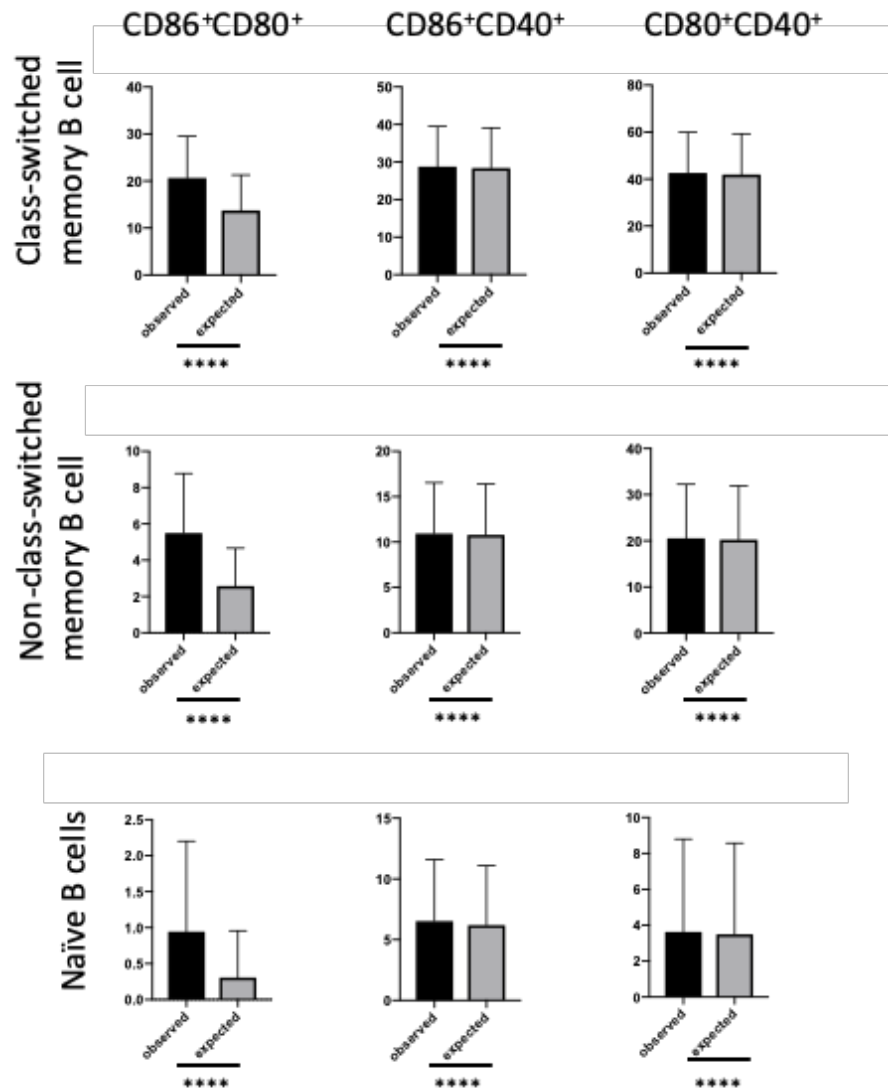 CD86⁺CD80⁺ CD86⁺CD40⁺ CD80⁺CD40⁺
Class-switched
memory B cell
40 30 20 10 0
observed expected
****
50 40 30 20 10 0
observed expected
****
80 60 40 20 0
observed expected
****
Non-class-switched
memory B cell
10 8 6 4 2 0
observed expected
****
20 15 10 5 0
observed expected
****
40 30 20 10 0
observed expected
****
Naïve B cells
2.5 2.0 1.5 1.0 0.5 0.0
observed expected
****
15 10 5 0
observed expected
****
10 8 6 4 2 0
observed expected
****